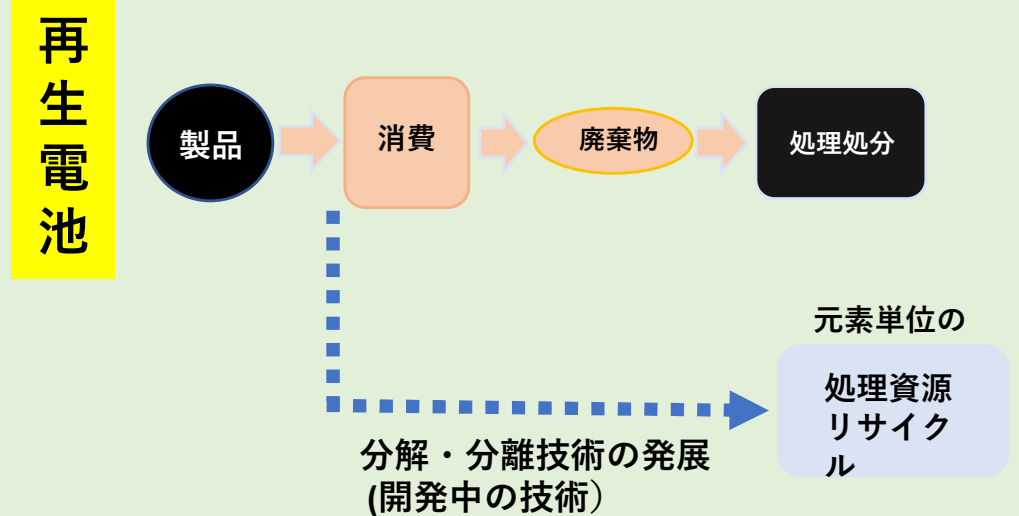 再生電池
製品
消費
廃棄物
処理処分
元素単位の
処理資源
リサイク
ル
分解・分離技術の発展
(開発中の技術）